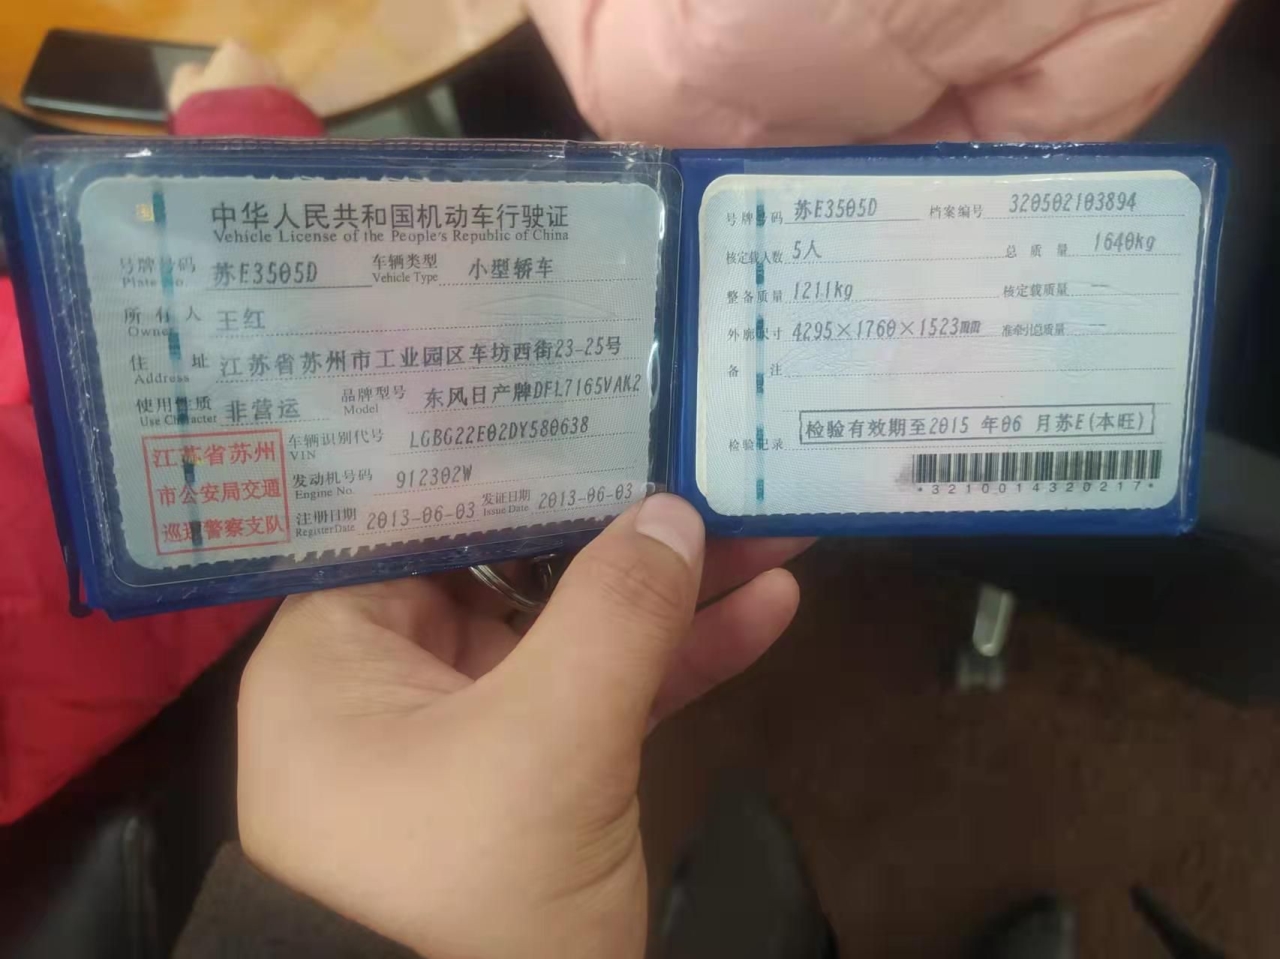 中华人民共和国机动车行驶证
Vehicle License of the People's Republic of China
号牌号码 苏E3505D 车辆类型 小型轿车
Plate No. Vehicle Type
所有人 王红
Owner
住址 江苏省苏州市工业园区车坊西街23-25号
Address
使用性质 非营运 品牌型号 东风日产牌DFL7165VAK2
Use Character Model
江苏省苏州
市公安局交通
巡逻警察支队
车辆识别代号 LGBG22E02DY580638
VIN
发动机号码 912302W
Engine No.
注册日期 2013-06-03 发证日期 2013-06-03
Register Date Issue Date
号牌号码 苏E3505D 档案编号 320502103894
核定载人数 5人 总质量 1640kg
整备质量 1211kg 核定载质量 —
外廓尺寸 4295×1760×1523mm 准牵引总质量 —
备注
检验记录 检验有效期至2015 年06 月苏E(本旺)
*3210014320217*